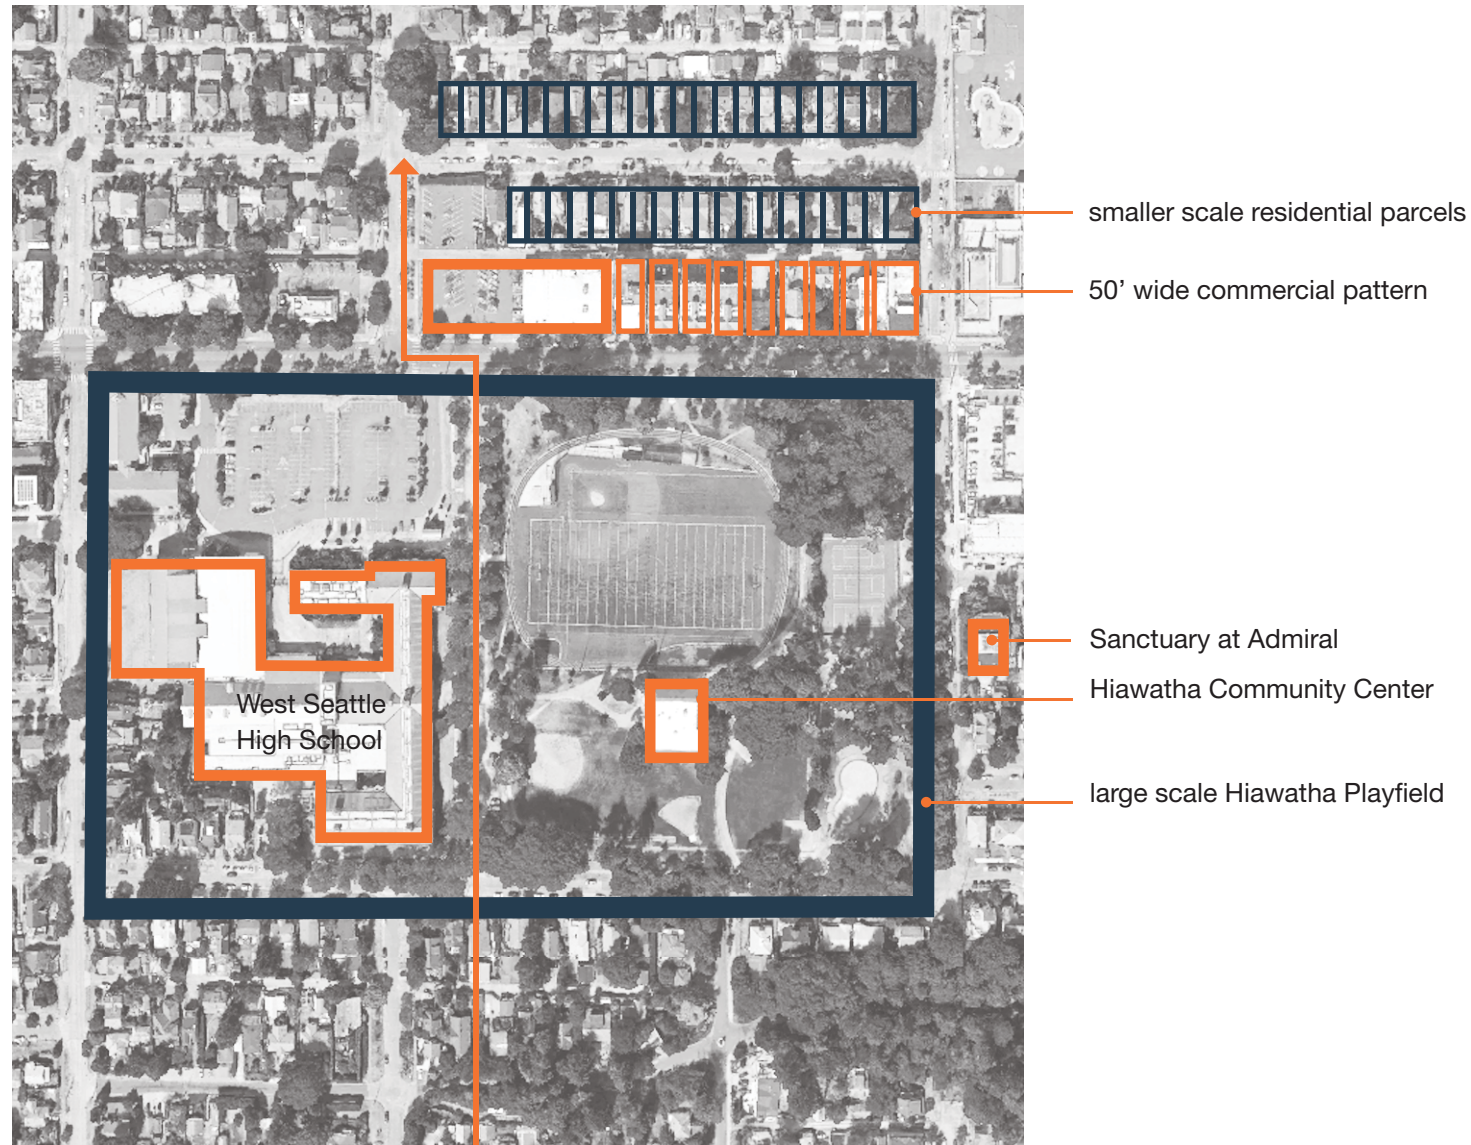 smaller scale residential parcels
50’ wide commercial pattern
Sanctuary at Admiral
Hiawatha Community Center
West Seattle
High School
large scale Hiawatha Playfield